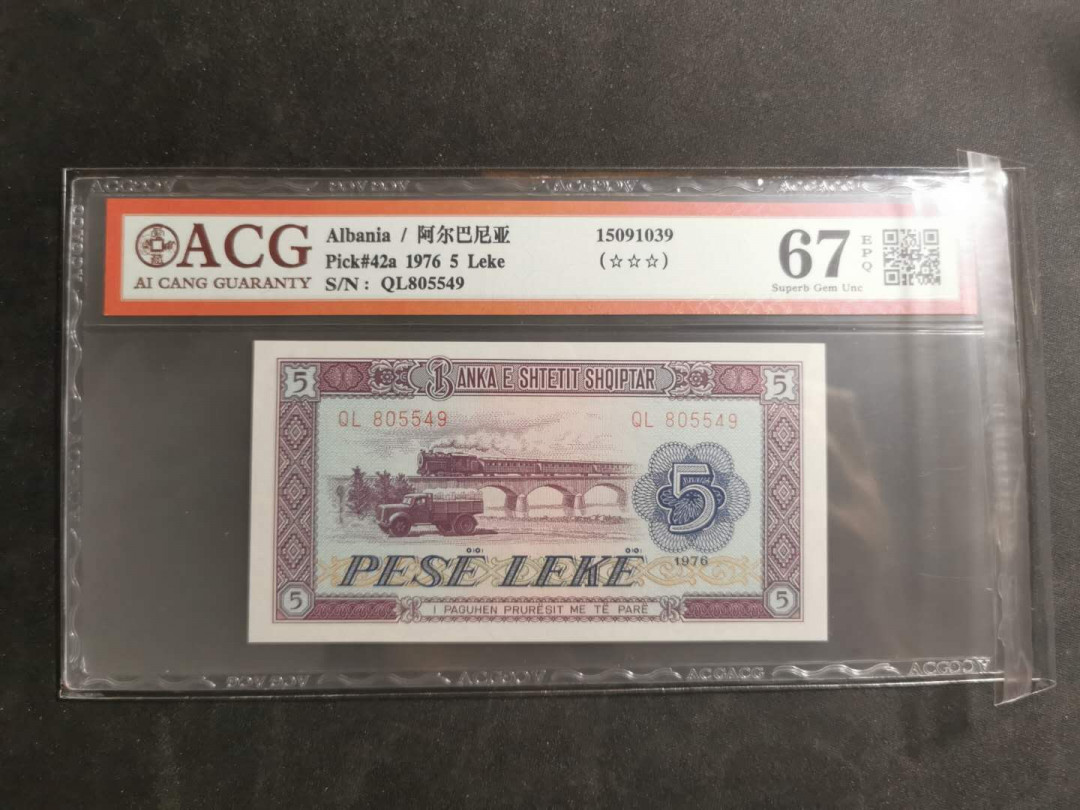 ACG
AI CANG GUARANTY
Albania / 阿尔巴尼亚
Pick#42a 1976 5 Leke
S/N: QL805549
15091039
(☆☆☆)
67
EPQ
Superb Gem Unc
5 BANKA E SHTETIT SHQIPTAR 5
QL 805549 QL 805549
5
1976
PESË LEKË
5 I PAGUHEN PRURËSIT ME TË PARË 5